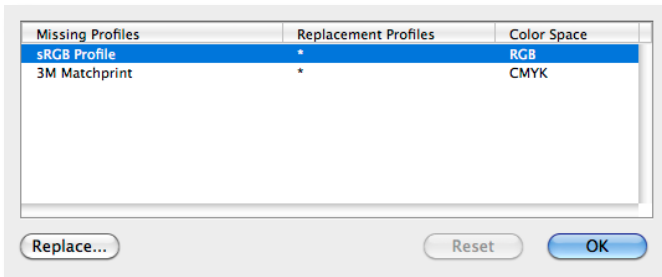 Missing Profiles Replacement Profiles Color Space
sRGB Profile * RGB
3M Matchprint * CMYK
Replace... Reset OK